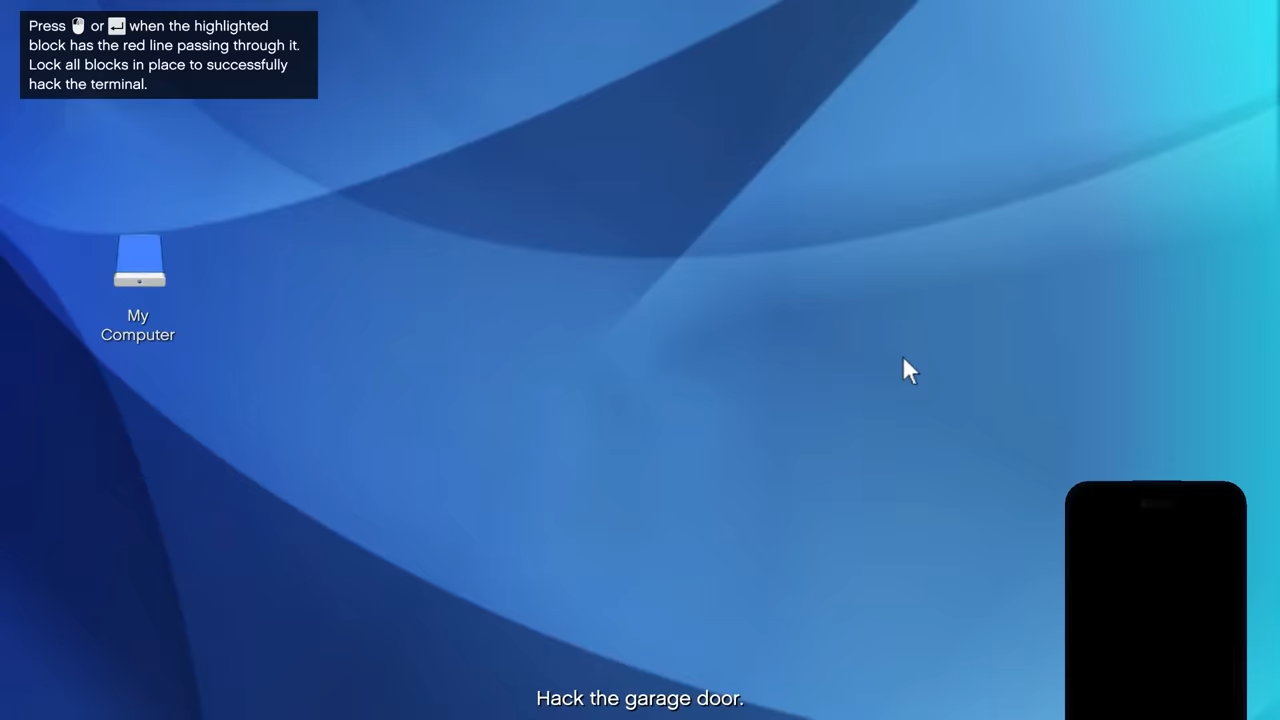 Press or when the highlighted
block has the red line passing through it.
Lock all blocks in place to successfully
hack the terminal.
My
Computer
Hack the garage door.